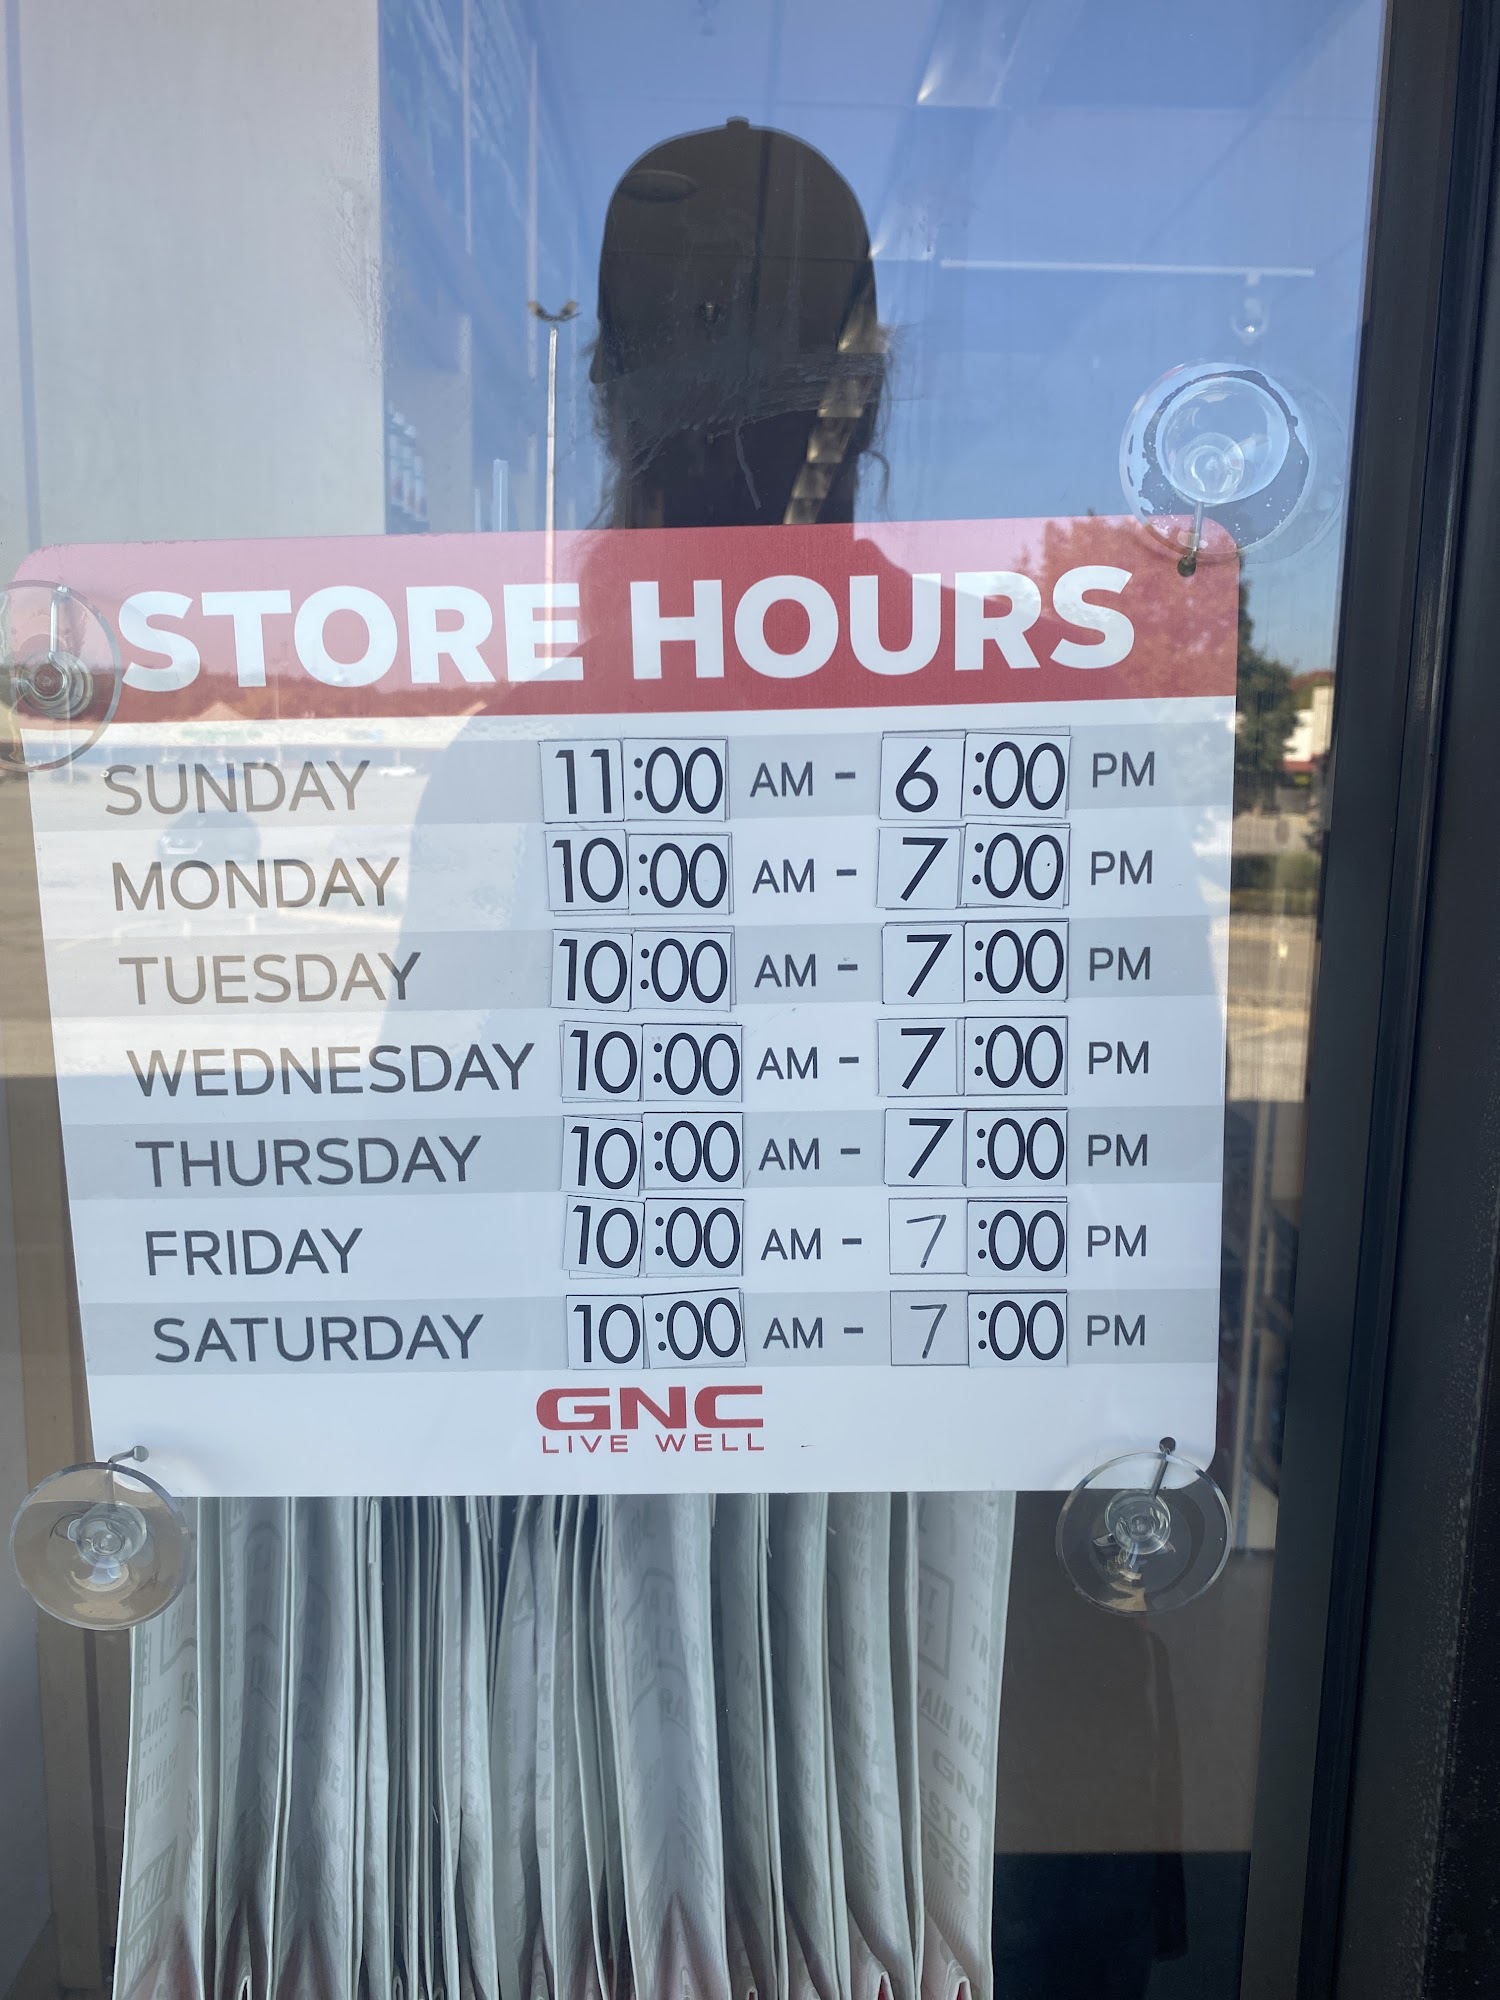 STORE HOURS
SUNDAY 11:00 AM - 6:00 PM
MONDAY 10:00 AM - 7:00 PM
TUESDAY 10:00 AM - 7:00 PM
WEDNESDAY 10:00 AM - 7:00 PM
THURSDAY 10:00 AM - 7:00 PM
FRIDAY 10:00 AM - 7:00 PM
SATURDAY 10:00 AM - 7:00 PM
GNC
LIVE WELL